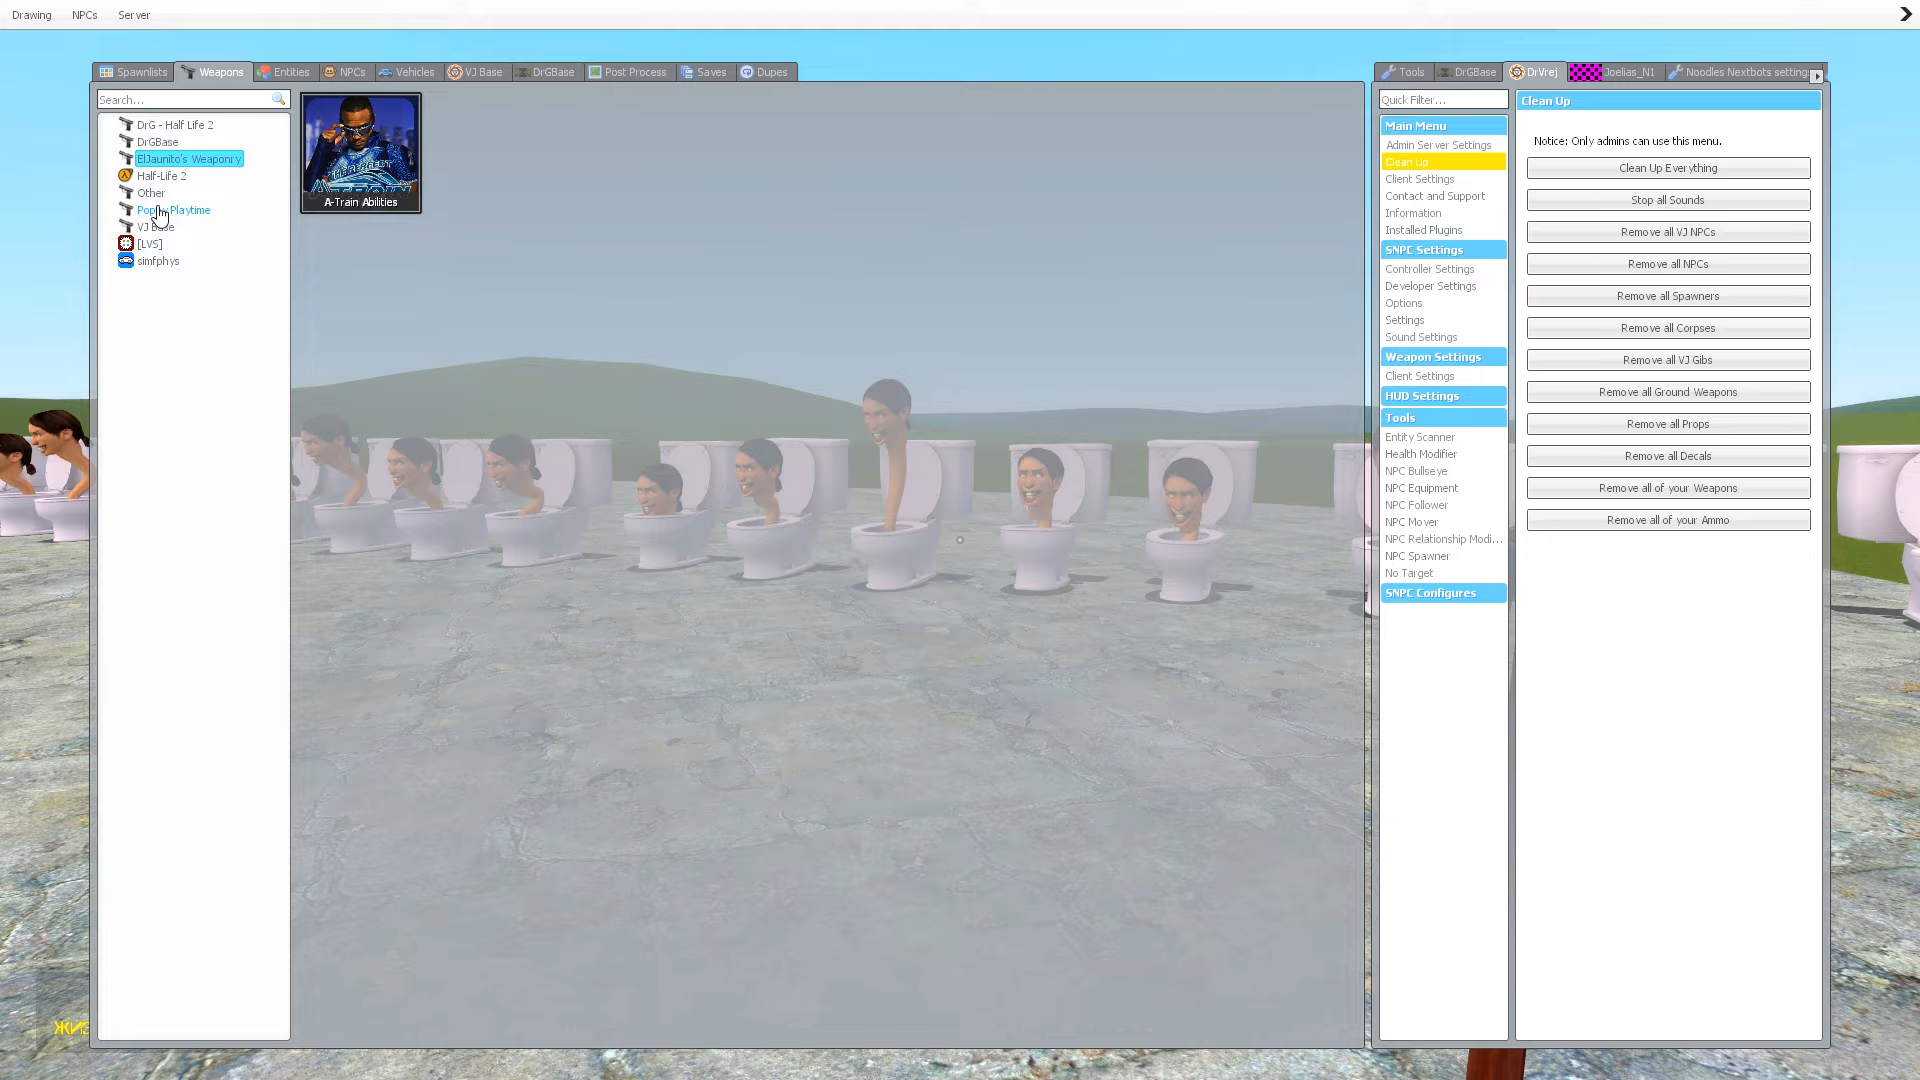 Drawing NPCs Server
Spawnlists Weapons Entities NPCs Vehicles VJ Base DrGBase Post Process Saves Dupes
Search...
DrG - Half Life 2
DrGBase
ElJaunito's Weaponry
Half-Life 2
Other
Playtime
VJ Base
[LVS]
simfphys
A-Train Abilities
Tools DrGBase DrVrej Joelias_N1 Noodles Nextbots setting
Quick Filter...
Main Menu
Admin Server Settings
Clean Up
Client Settings
Contact and Support
Information
Installed Plugins
SNPC Settings
Controller Settings
Developer Settings
Options
Settings
Sound Settings
Weapon Settings
Client Settings
HUD Settings
Tools
Entity Scanner
Health Modifier
NPC Bullseye
NPC Equipment
NPC Follower
NPC Mover
NPC Relationship Modi...
NPC Spawner
No Target
SNPC Configures
Clean Up
Notice: Only admins can use this menu.
Clean Up Everything
Stop all Sounds
Remove all VJ NPCs
Remove all NPCs
Remove all Spawners
Remove all Corpses
Remove all VJ Gibs
Remove all Ground Weapons
Remove all Props
Remove all Decals
Remove all of your Weapons
Remove all of your Ammo